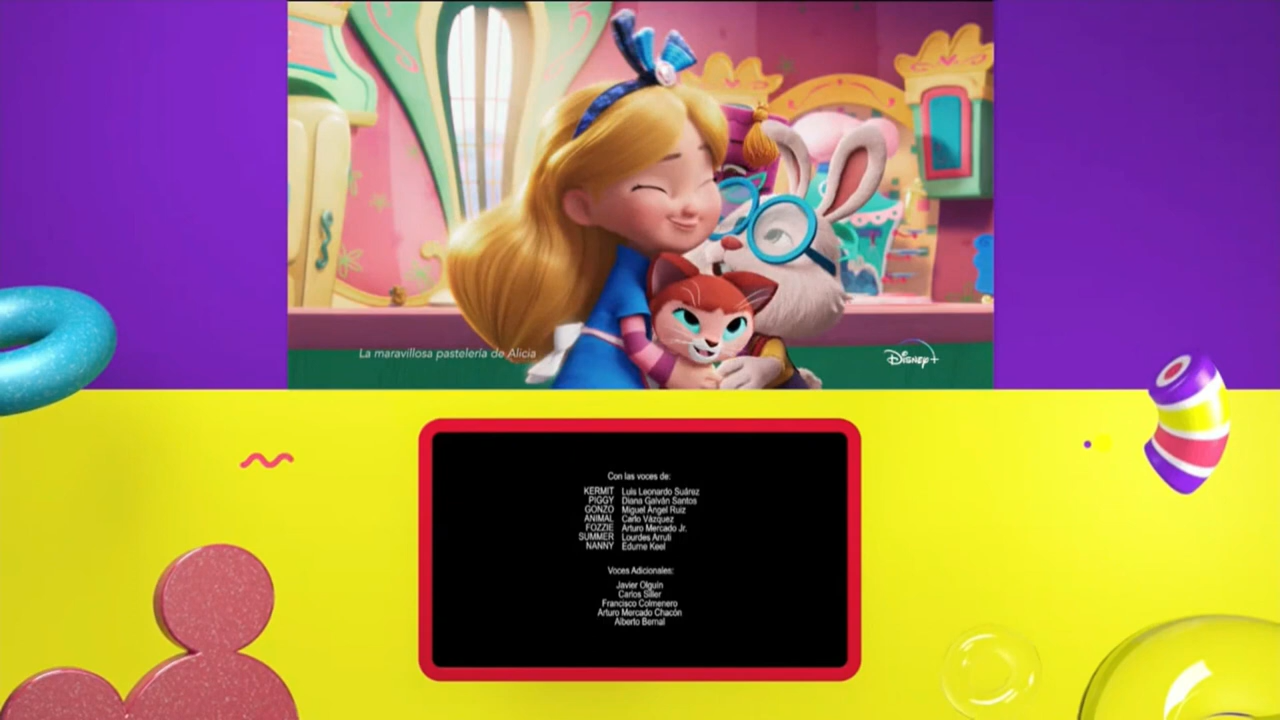 La maravillosa pastelería de Alicia
Disney+
Con las voces de:
KERMIT Luis Leonardo Suárez
PIGGY Diana Galván Santos
GONZO Miguel Ángel Ruiz
ANIMAL Carlo Vázquez
FOZZIE Arturo Mercado Jr.
SUMMER Lourdes Arruti
NANNY Edurne Keel
Voces Adicionales:
Javier Olguín
Carlos Siller
Francisco Colmenero
Arturo Mercado Chacón
Alberto Bernal